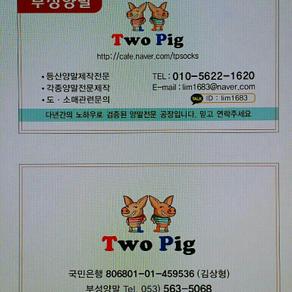 부성양말
Two Pig
http://cafe.naver.com/tpsocks
• 등산양말제작전문
• 각종양말전문제작
• 도·소매관련문의
TEL: 010-5622-1620
E-mail: lim1683@naver.com
TALK ID: lim1683
다년간의 노하우로 검증된 양말전문 공장입니다. 믿고 연락주세요
Two Pig
국민은행 806801-01-459536 (김상형)
부성양말 Tel. 053) 563-5068